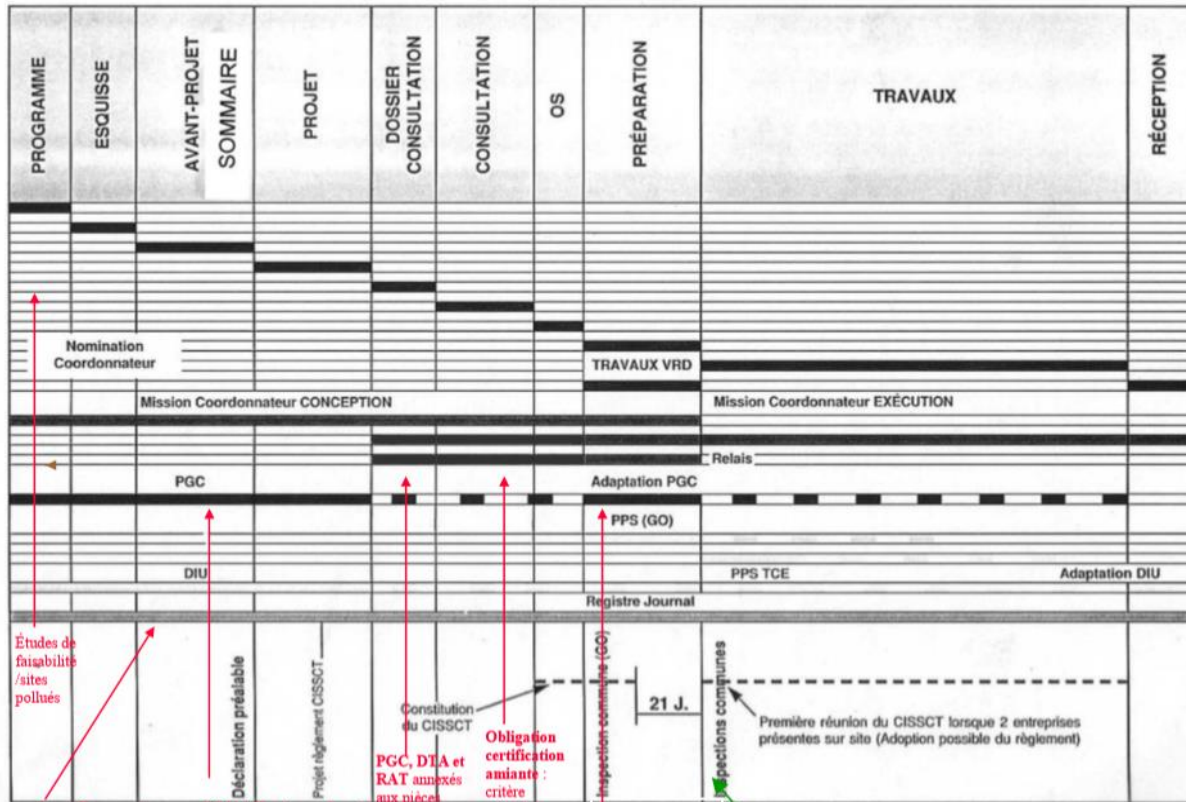 PROGRAMME
ESQUISSE
AVANT-PROJET
SOMMAIRE
PROJET
DOSSIER
CONSULTATION
CONSULTATION
OS
PRÉPARATION
TRAVAUX
RÉCEPTION
Nomination
Coordonnateur
TRAVAUX VRD
Mission Coordonnateur CONCEPTION
Mission Coordonnateur EXÉCUTION
Relais
PGC
Adaptation PGC
PPS (GO)
DIU
PPS TCE
Adaptation DIU
Registre Journal
Études de
faisabilité
/sites
pollués
Déclaration préalable
Projet règlement CISSCT
Constitution
du CISSCT
PGC, DTA et
RAT annexés
aux pièces
Obligation
certification
amiante :
critère
Inspection commune (GO)
21 J.
Inspections communes
Première réunion du CISSCT lorsque 2 entreprises
présentes sur site (Adoption possible du règlement)